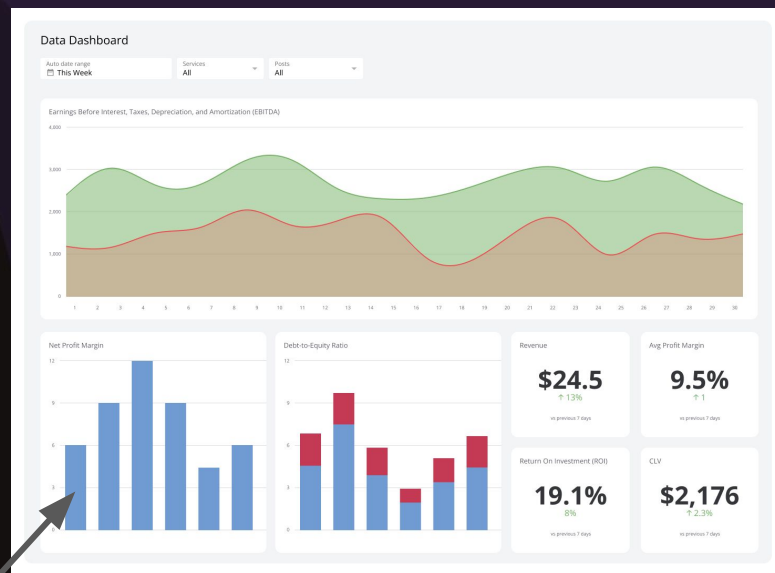 Data Dashboard
Auto date range
This Week
Services
All
Posts
All
Earnings Before Interest, Taxes, Depreciation, and Amortization (EBITDA)
4,000
3,000
2,000
1,000
0
1 2 3 4 5 6 7 8 9 10 11 12 13 14 15 16 17 18 19 20 21 22 23 24 25 26 27 28 29 30
Net Profit Margin
12
9
6
3
0
Debt-to-Equity Ratio
12
9
6
3
0
Revenue
$24.5
↑ 13%
vs previous 7 days
Avg Profit Margin
9.5%
↑ 1
vs previous 7 days
Return On Investment (ROI)
19.1%
8%
vs previous 7 days
CLV
$2,176
↑ 2.3%
vs previous 7 days